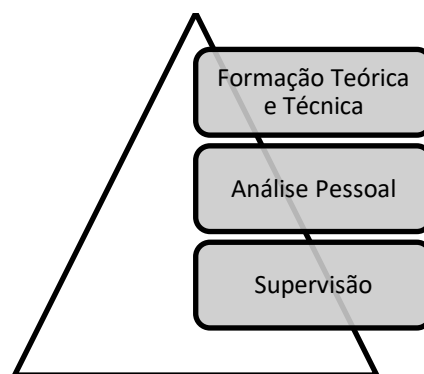 Formação Teórica
e Técnica
Análise Pessoal
Supervisão